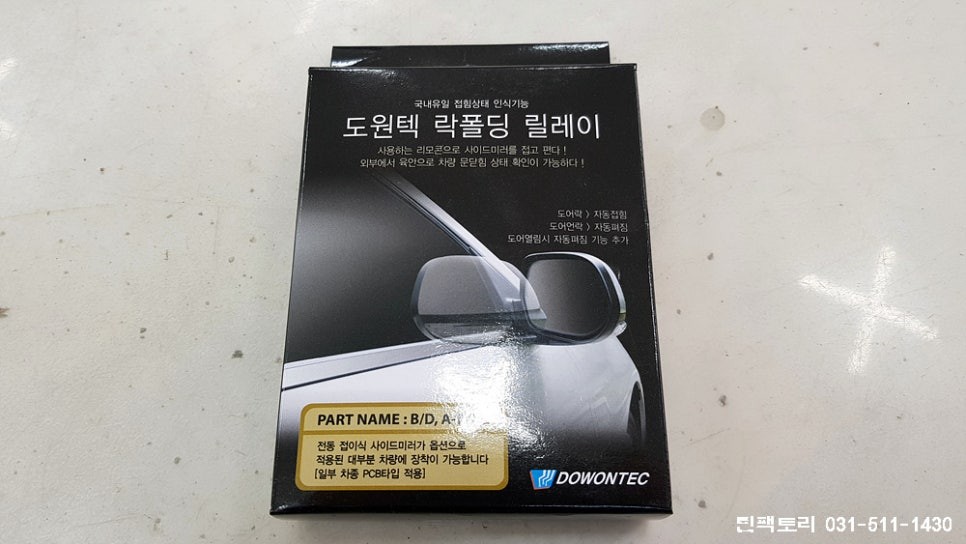 국내유일 접힘상태 인식기능
도원텍 락폴딩 릴레이
사용하는 리모콘으로 사이드미러를 접고 편다 !
외부에서 육안으로 차량 문닫힘 상태 확인이 가능하다 !
도어락 > 자동접힘
도어언락 > 자동펴짐
도어열림시 자동펴짐 기능 추가
PART NAME : B/D,
전동 접이식 사이드미러가 옵션으로
적용된 대부분 차량에 장착이 가능합니다
[일부 차종 PCB타입 적용]
DOWONTEC
틴팩토리 031-511-1430